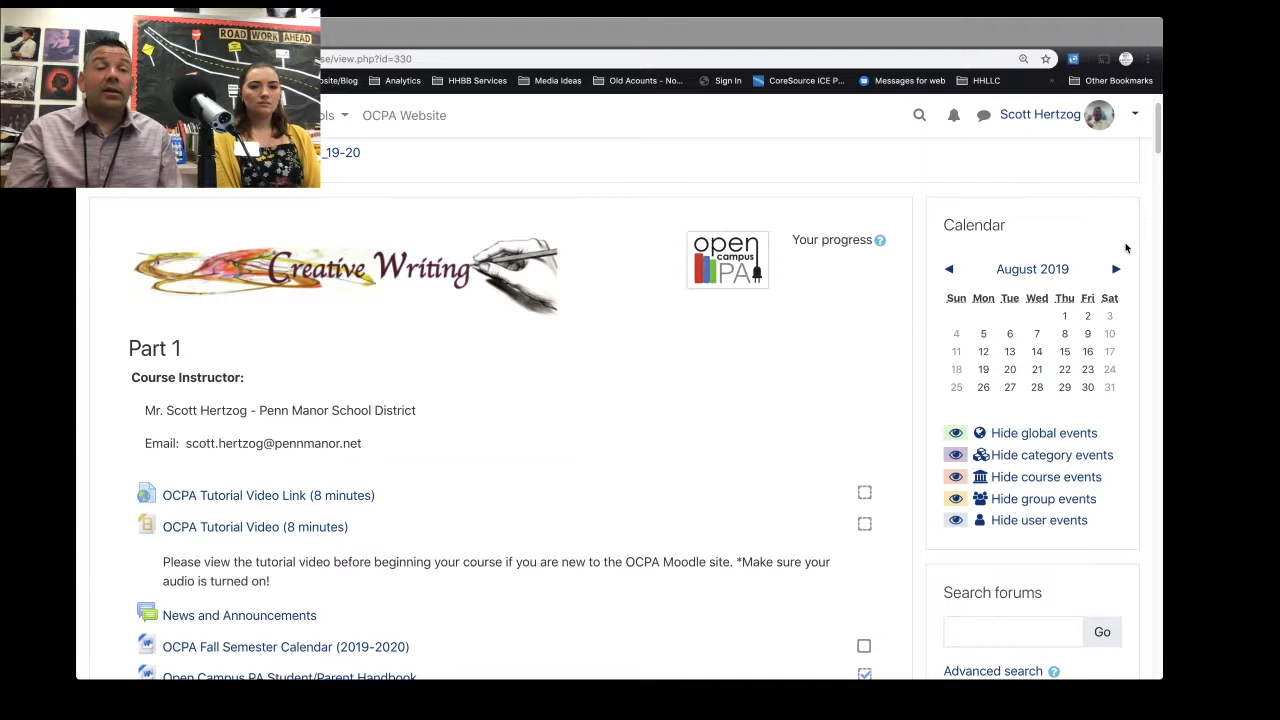 ROAD WORK AHEAD
se/view.php?id=330
osite/Blog
Analytics
HHBB Services
Media Ideas
Old Acounts - No...
Sign In
CoreSource ICE P...
Messages for web
HHLLC
»
Other Bookmarks
ols
OCPA Website
Scott Hertzog
_19-20
Creative Writing
open
campus
PA
Your progress
Part 1
Course Instructor:
Mr. Scott Hertzog - Penn Manor School District
Email: scott.hertzog@pennmanor.net
OCPA Tutorial Video Link (8 minutes)
OCPA Tutorial Video (8 minutes)
Please view the tutorial video before beginning your course if you are new to the OCPA Moodle site. *Make sure your
audio is turned on!
News and Announcements
OCPA Fall Semester Calendar (2019-2020)
Open Campus PA Student/Parent Handbook
Calendar
◄ August 2019 ►
Sun Mon Tue Wed Thu Fri Sat
1 2 3
4 5 6 7 8 9 10
11 12 13 14 15 16 17
18 19 20 21 22 23 24
25 26 27 28 29 30 31
Hide global events
Hide category events
Hide course events
Hide group events
Hide user events
Search forums
Go
Advanced search